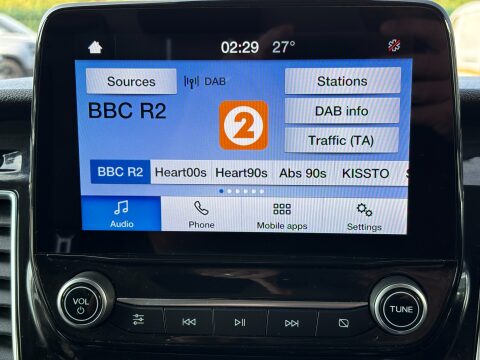 02:29 27°
Sources
DAB
Stations
BBC R2
2
DAB info
Traffic (TA)
BBC R2 Heart00s Heart90s Abs 90s KISSTO
Audio Phone Mobile apps Settings
VOL
TUNE